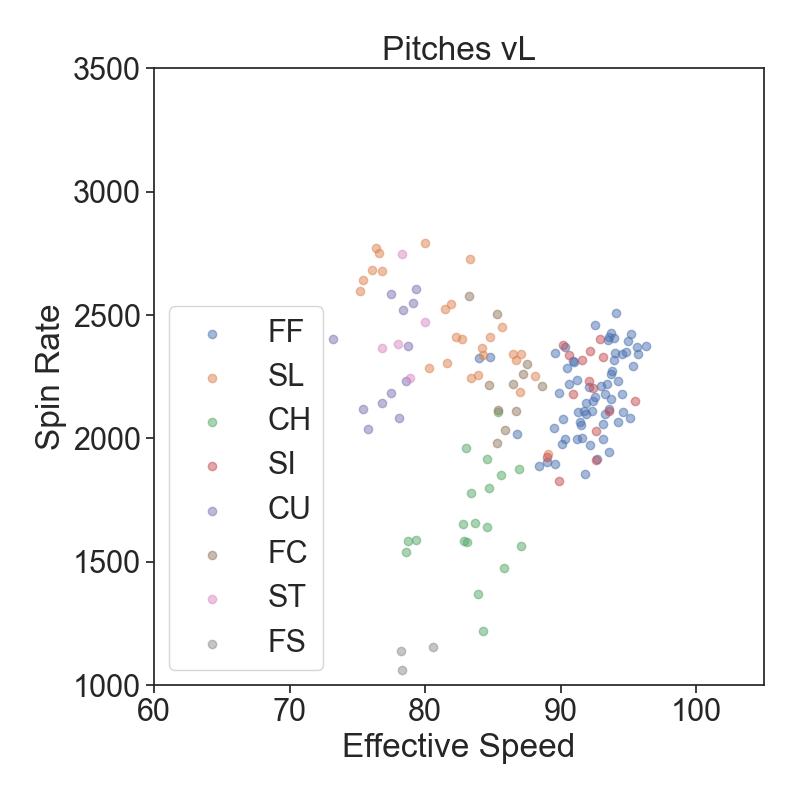 Pitches vL
3500
3000
2500
2000
1500
1000
Spin Rate
FF
SL
CH
SI
CU
FC
ST
FS
60 70 80 90 100
Effective Speed